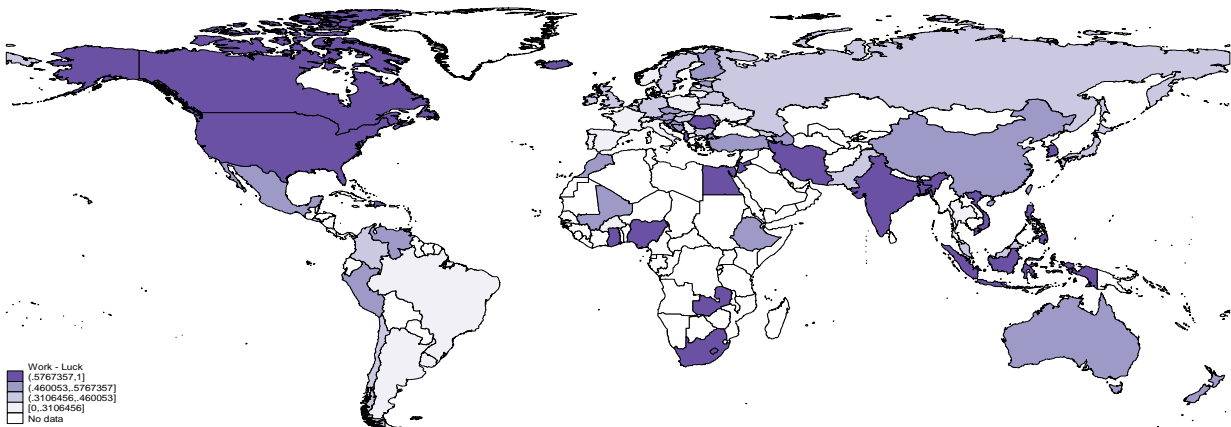 Work - Luck
(.5767357,1]
(.460053,.5767357]
(.3106456,.460053]
[0,.3106456]
No data